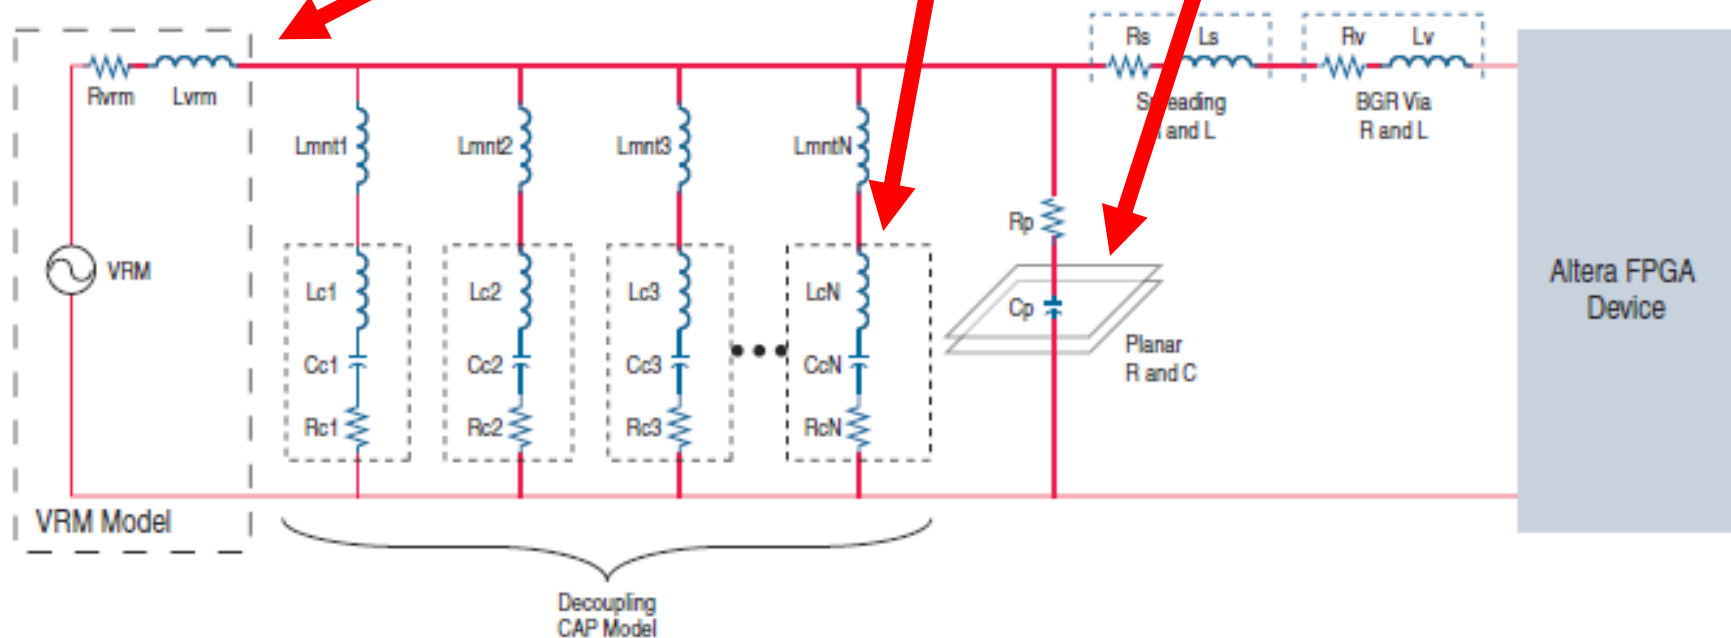 Rs Ls Rv Lv
Rvrm Lvrm
Spreading
R and L
BGR Via
R and L
Lmnt1 Lmnt2 Lmnt3 LmntN
Rp
VRM
Lc1 Lc2 Lc3 LcN
Cp
Altera FPGA
Device
Planar
R and C
Cc1 Cc2 Cc3 CcN
Rc1 Rc2 Rc3 RcN
VRM Model
Decoupling
CAP Model